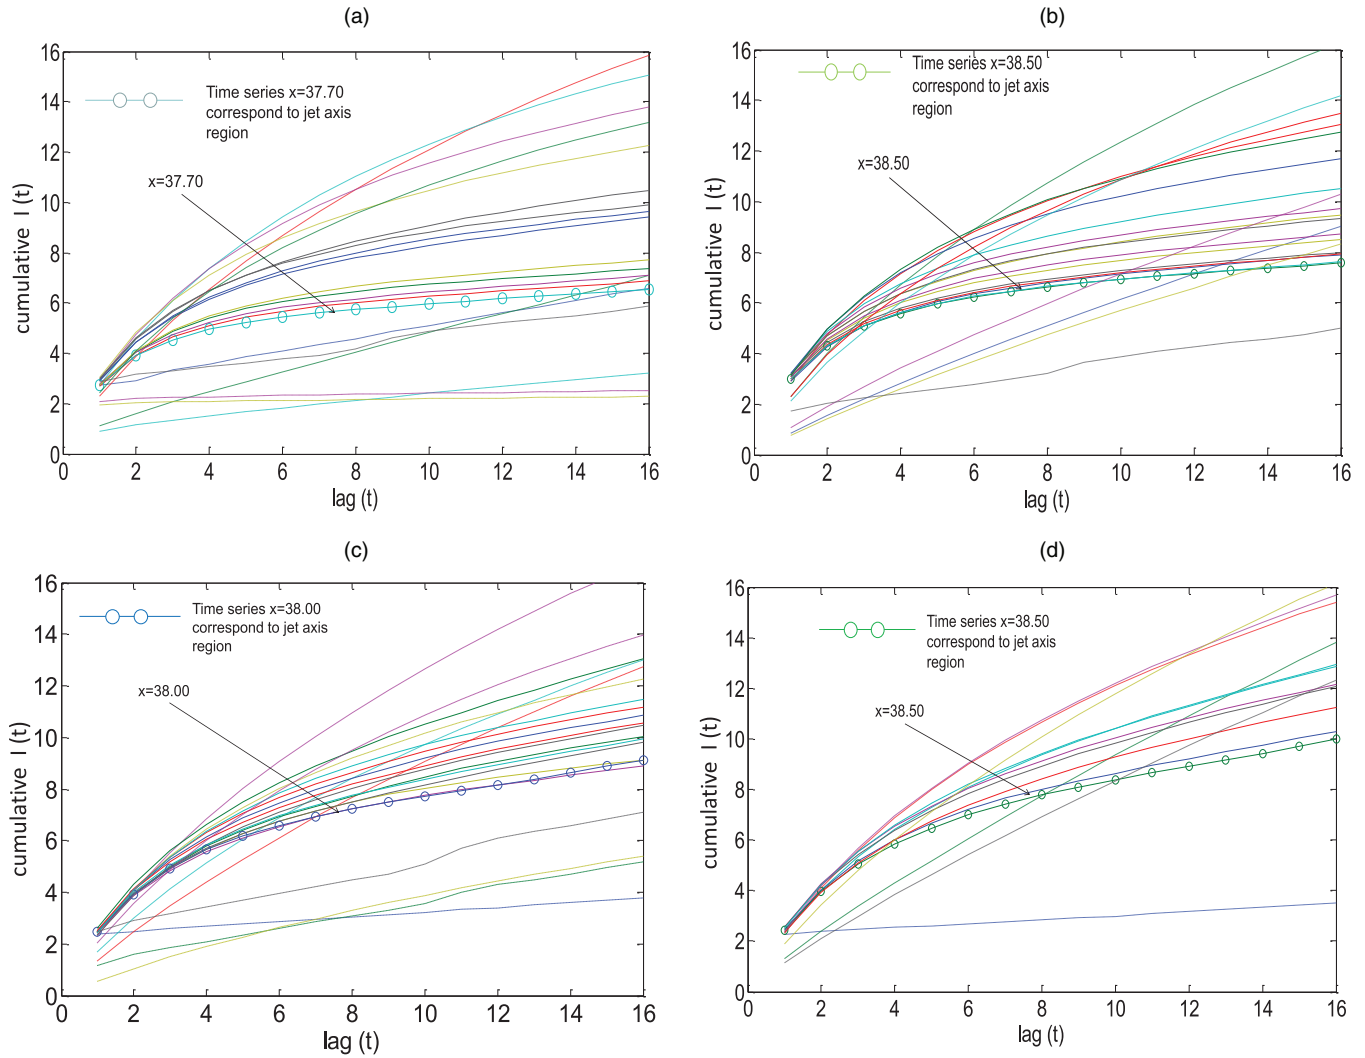 (a)
16
14
12
10
8
6
4
2
0
cumulative I (t)
Time series x=37.70
correspond to jet axis
region
x=37.70
0 2 4 6 8 10 12 14 16
lag (t)
(b)
16
14
12
10
8
6
4
2
0
cumulative I (t)
Time series x=38.50
correspond to jet axis
region
x=38.50
0 2 4 6 8 10 12 14 16
lag (t)
(c)
16
14
12
10
8
6
4
2
0
cumulative I (t)
Time series x=38.00
correspond to jet axis
region
x=38.00
0 2 4 6 8 10 12 14 16
lag (t)
(d)
16
14
12
10
8
6
4
2
0
cumulative I (t)
Time series x=38.50
correspond to jet axis
region
x=38.50
0 2 4 6 8 10 12 14 16
lag (t)